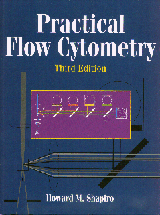 Practical
Flow Cytometry
Third Edition
Howard M. Shapiro